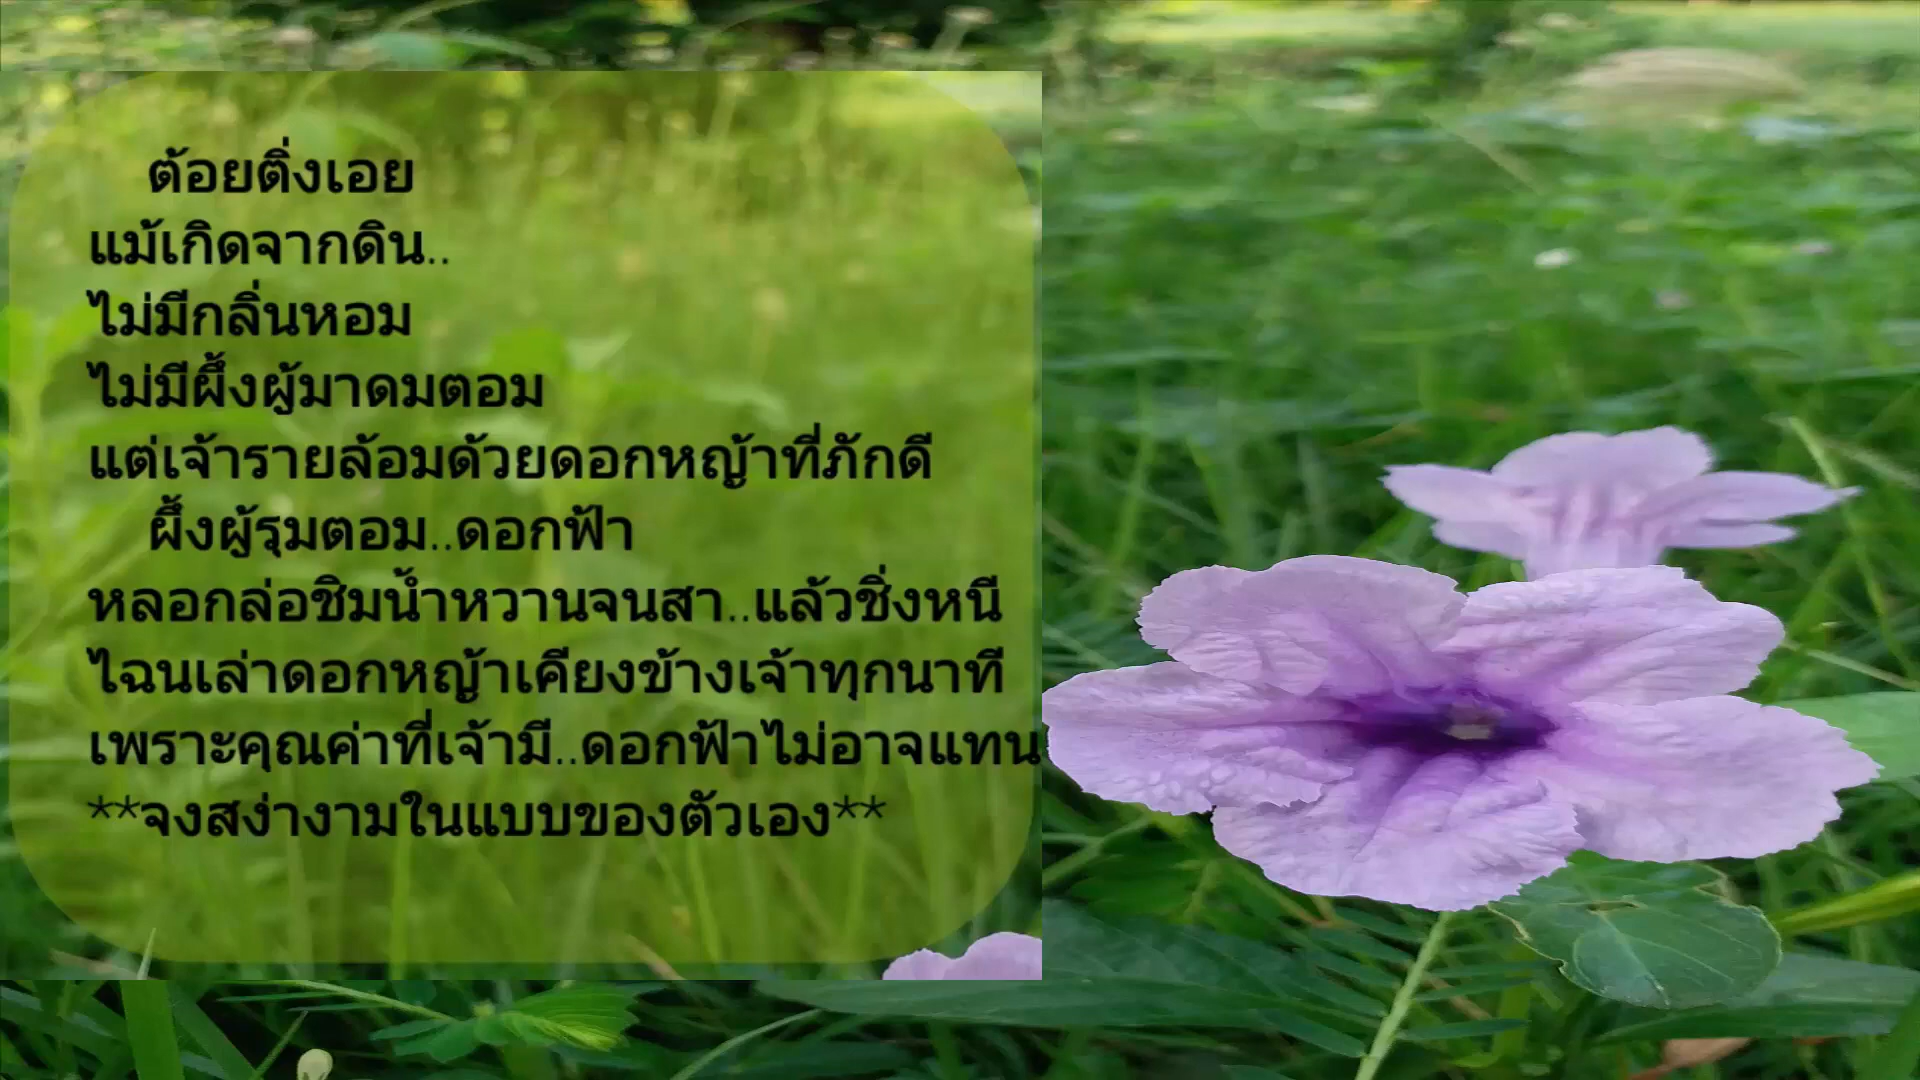 ต้อยติ่งเอย
แม้เกิดจากดิน..
ไม่มีกลิ่นหอม
ไม่มีผึ้งผู้มาดมตอม
แต่เจ้ารายล้อมด้วยดอกหญ้าที่ภักดี
ผึ้งผู้รุมตอม..ดอกฟ้า
หลอกล่อชิมน้ำหวานจนสา..แล้วชิ่งหนี
ไฉนเล่าดอกหญ้าเคียงข้างเจ้าทุกนาที
เพราะคุณค่าที่เจ้ามี..ดอกฟ้าไม่อาจแทน
**จงสง่างามในแบบของตัวเอง**